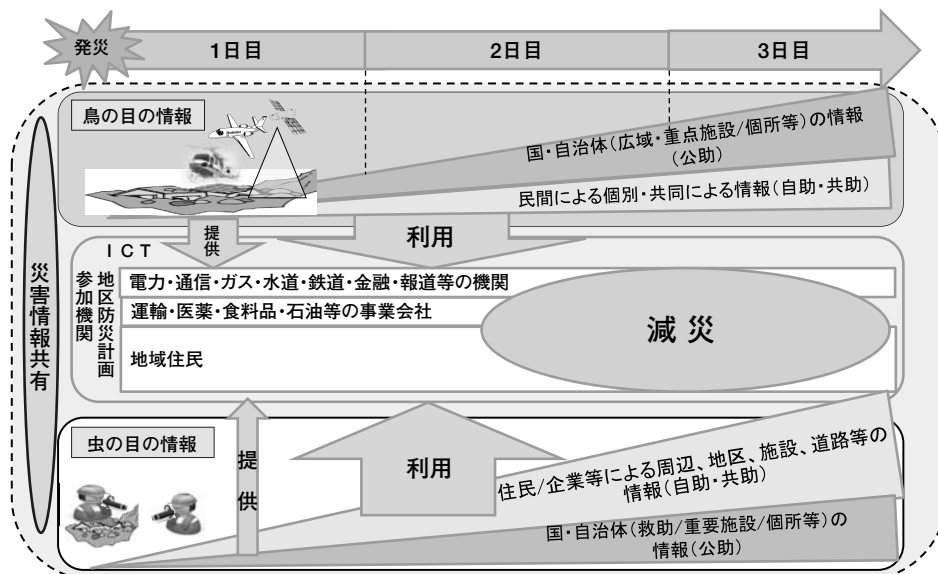 発災
1日目
2日目
3日目
鳥の目の情報
国・自治体(広域・重点施設/個所等)の情報
(公助)
民間による個別・共同による情報(自助・共助)
提供
利用
ICT
災害情報共有
地区防災計画
参加機関
電力・通信・ガス・水道・鉄道・金融・報道等の機関
運輸・医薬・食料品・石油等の事業会社
地域住民
減災
虫の目の情報
提供
利用
住民/企業等による周辺、地区、施設、道路等の
情報(自助・共助)
国・自治体(救助/重要施設/個所等)の
情報(公助)